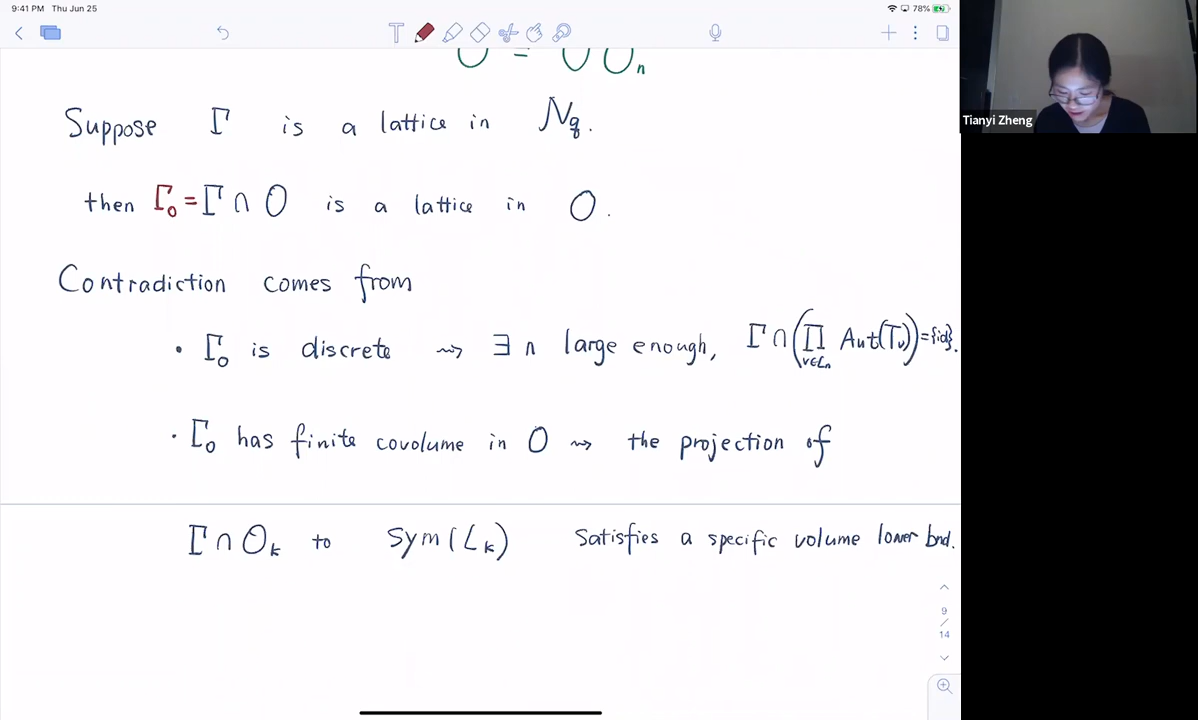 9:41 PM Thu Jun 25
78%
O = ∪ O_n
Suppose Γ is a lattice in N_q.
Tianyi Zheng
then Γ_0 = Γ ∩ O is a lattice in O.
Contradiction comes from
• Γ_0 is discrete ⇝ ∃ n large enough, Γ ∩ (∏_{v∈L_n} Aut(T_v)) = {id}.
• Γ_0 has finite covolume in O ⇝ the projection of
Γ ∩ O_k to Sym(L_k) satisfies a specific volume lower bnd.
9
/
14